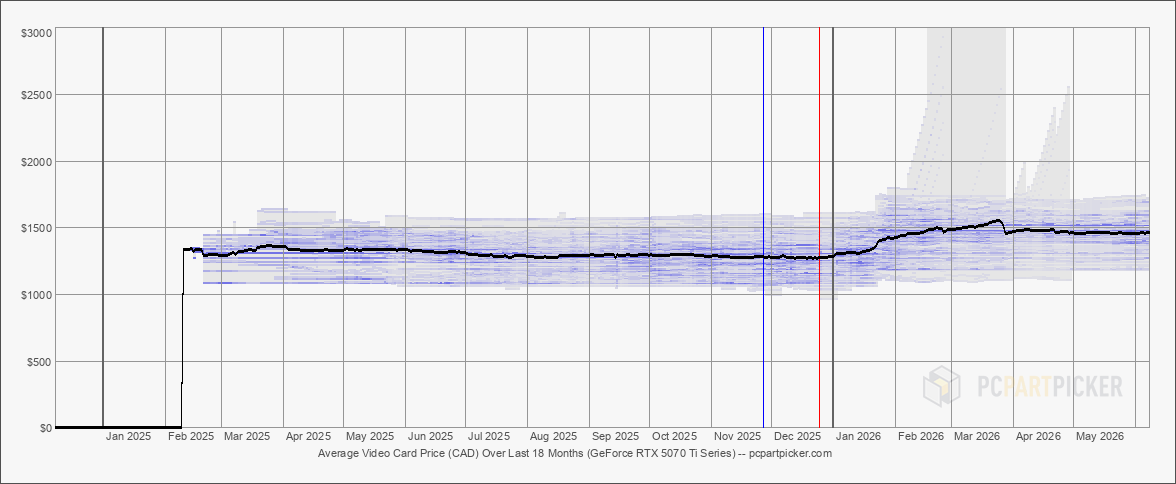 $3000
$2500
$2000
$1500
$1000
$500
$0
Jan 2025 Feb 2025 Mar 2025 Apr 2025 May 2025 Jun 2025 Jul 2025 Aug 2025 Sep 2025 Oct 2025 Nov 2025 Dec 2025 Jan 2026 Feb 2026 Mar 2026 Apr 2026 May 2026
PCPARTPICKER
Average Video Card Price (CAD) Over Last 18 Months (GeForce RTX 5070 Ti Series) -- pcpartpicker.com